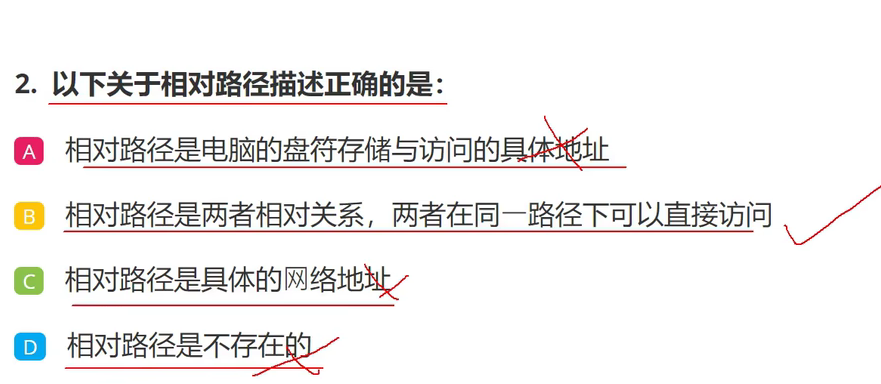 2. 以下关于相对路径描述正确的是：
A 相对路径是电脑的盘符存储与访问的具体地址
B 相对路径是两者相对关系，两者在同一路径下可以直接访问
C 相对路径是具体的网络地址
D 相对路径是不存在的